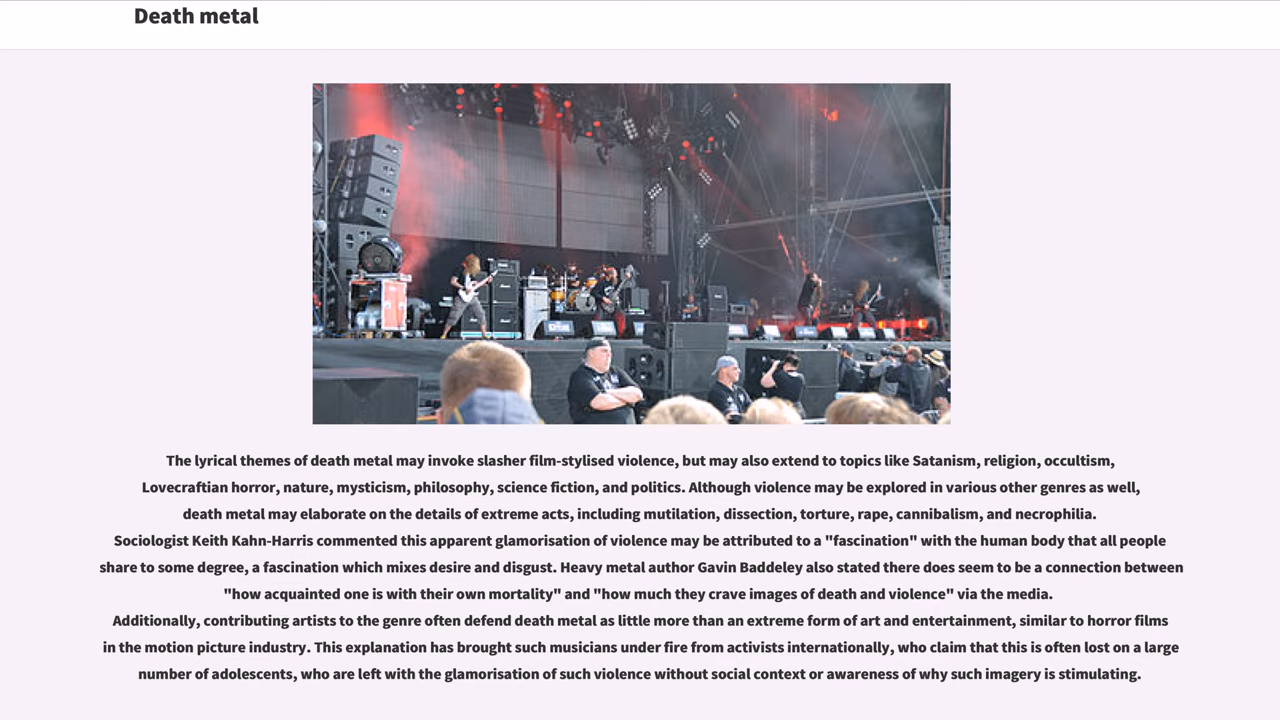 Death metal
The lyrical themes of death metal may invoke slasher film-stylised violence, but may also extend to topics like Satanism, religion, occultism,
Lovecraftian horror, nature, mysticism, philosophy, science fiction, and politics. Although violence may be explored in various other genres as well,
death metal may elaborate on the details of extreme acts, including mutilation, dissection, torture, rape, cannibalism, and necrophilia.
Sociologist Keith Kahn-Harris commented this apparent glamorisation of violence may be attributed to a "fascination" with the human body that all people
share to some degree, a fascination which mixes desire and disgust. Heavy metal author Gavin Baddeley also stated there does seem to be a connection between
"how acquainted one is with their own mortality" and "how much they crave images of death and violence" via the media.
Additionally, contributing artists to the genre often defend death metal as little more than an extreme form of art and entertainment, similar to horror films
in the motion picture industry. This explanation has brought such musicians under fire from activists internationally, who claim that this is often lost on a large
number of adolescents, who are left with the glamorisation of such violence without social context or awareness of why such imagery is stimulating.